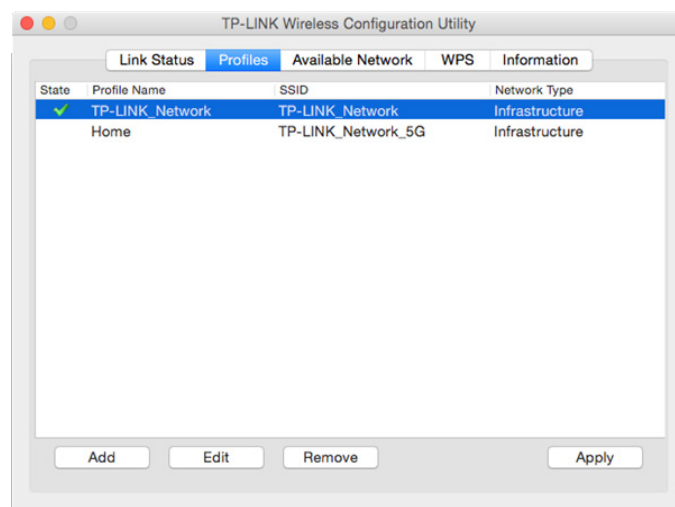 TP-LINK Wireless Configuration Utility
Link Status Profiles Available Network WPS Information
State Profile Name SSID Network Type
TP-LINK_Network TP-LINK_Network Infrastructure
Home TP-LINK_Network_5G Infrastructure
Add Edit Remove Apply